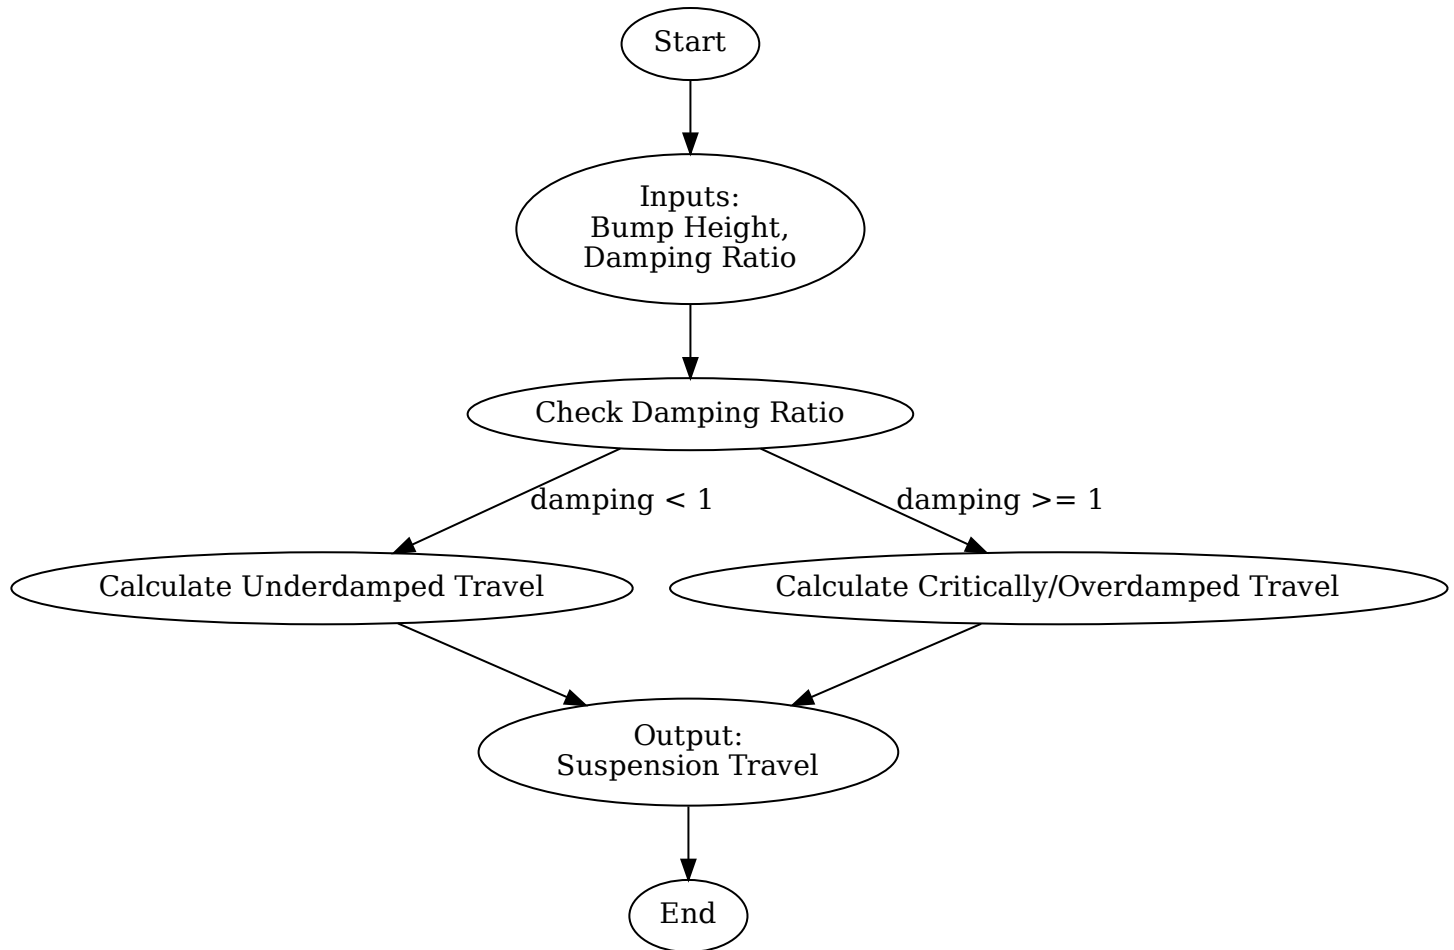 Start
Inputs:
Bump Height,
Damping Ratio
Check Damping Ratio
damping < 1
damping >= 1
Calculate Underdamped Travel
Calculate Critically/Overdamped Travel
Output:
Suspension Travel
End